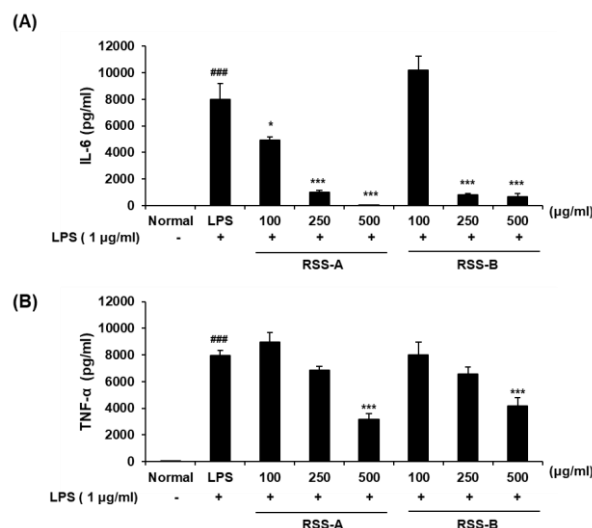 (A)
IL-6 (pg/ml)
12000
10000
8000
6000
4000
2000
0
###
*
***
***
***
***
Normal LPS 100 250 500 100 250 500 (µg/ml)
LPS ( 1 µg/ml) - + + + + + + +
RSS-A RSS-B
(B)
TNF-α (pg/ml)
12000
10000
8000
6000
4000
2000
0
###
***
***
Normal LPS 100 250 500 100 250 500 (µg/ml)
LPS ( 1 µg/ml) - + + + + + + +
RSS-A RSS-B